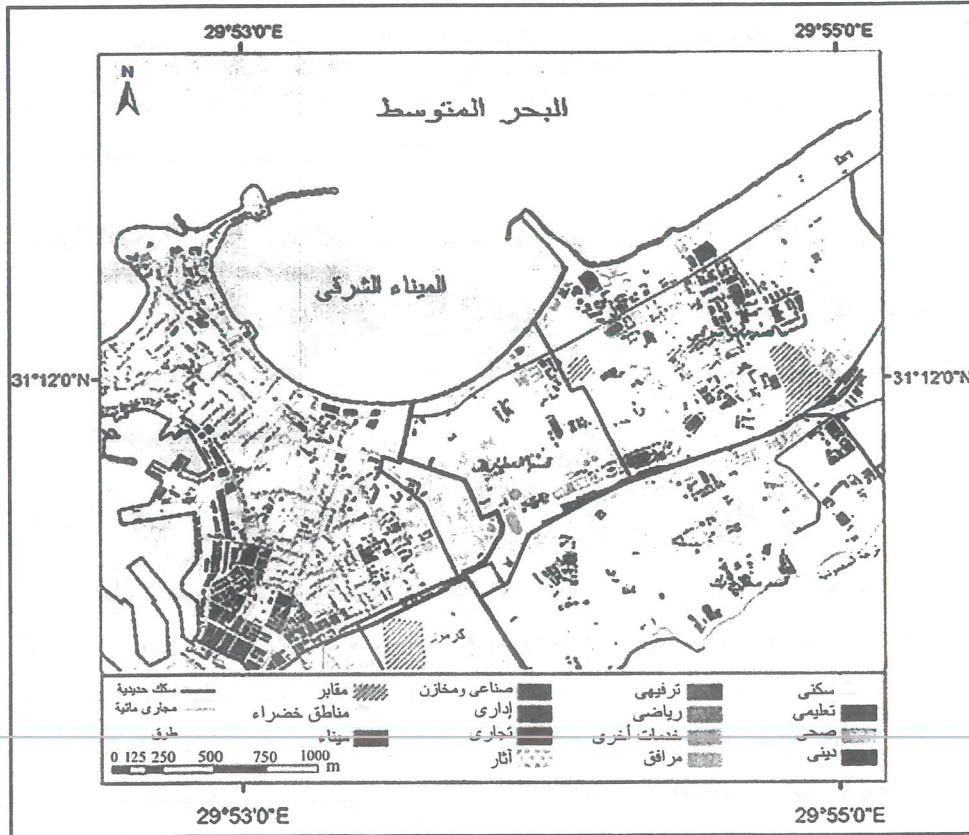 29°53'0"E 29°55'0"E
N
البحر المتوسط
الميناء الشرقى
31°12'0"N 31°12'0"N
كرموز
سكنى
تعليمى
صحى
دينى
ترفيهى
رياضى
خدمات أخرى
مرافق
صناعى ومخازن
إدارى
تجارى
آثار
مقابر
مناطق خضراء
ميناء
سكك حديدية
مجارى مائية
طرق
0 125 250 500 750 1000
m
29°53'0"E 29°55'0"E